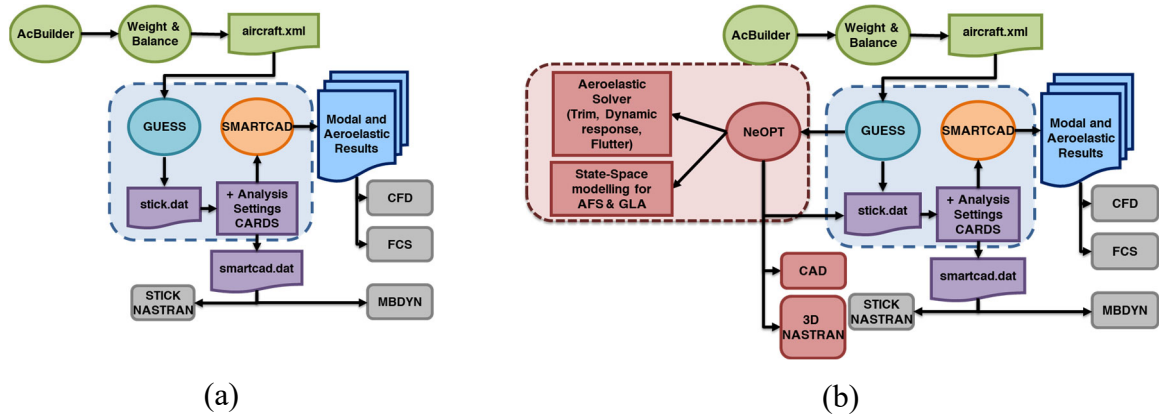 AcBuilder
Weight &
Balance
aircraft.xml
GUESS
SMARTCAD
Modal and
Aeroelastic
Results
stick.dat
+ Analysis
Settings
CARDS
CFD
FCS
smartcad.dat
STICK
NASTRAN
MBDYN
(a)
AcBuilder
Weight &
Balance
aircraft.xml
Aeroelastic
Solver
(Trim, Dynamic
response,
Flutter)
State-Space
modelling for
AFS & GLA
NeOPT
GUESS
SMARTCAD
Modal and
Aeroelastic
Results
stick.dat
+ Analysis
Settings
CARDS
CFD
FCS
smartcad.dat
CAD
3D
NASTRAN
STICK
NASTRAN
MBDYN
(b)